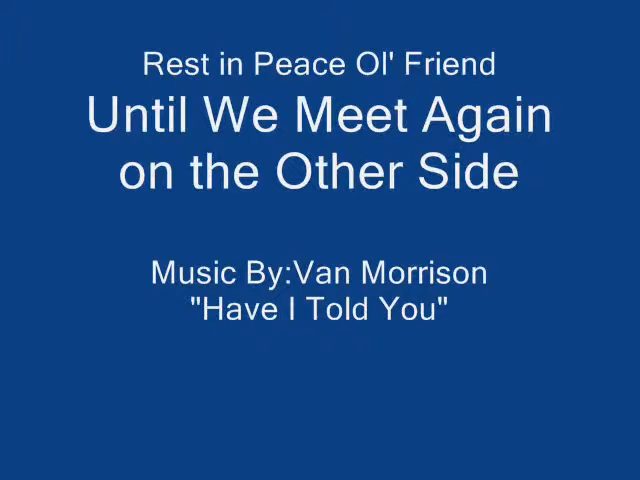 Rest in Peace Ol' Friend
Until We Meet Again
on the Other Side
Music By:Van Morrison
"Have I Told You"